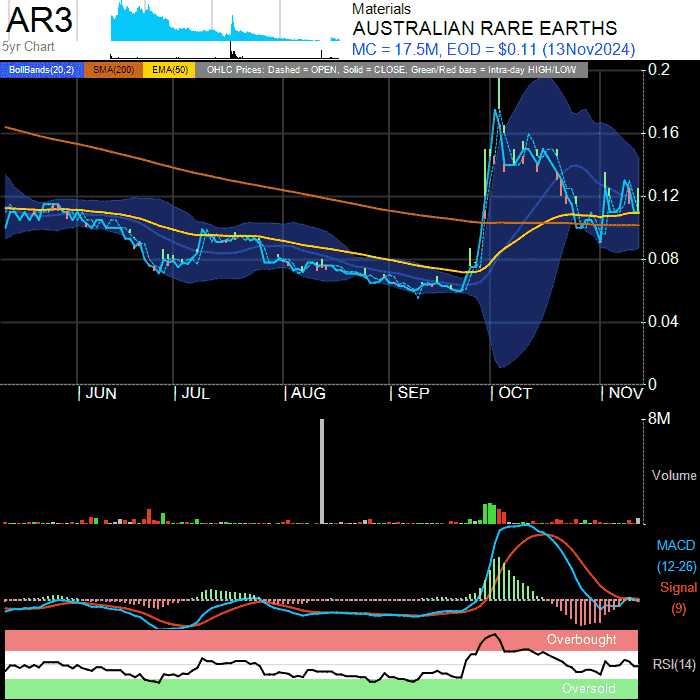 AR3
5yr Chart
Materials
AUSTRALIAN RARE EARTHS
MC = 17.5M, EOD = $0.11 (13Nov2024)
BollBands(20,2) SMA(200) EMA(50) OHLC Prices: Dashed = OPEN, Solid = CLOSE, Green/Red bars = Intra-day HIGH/LOW
0.2
0.16
0.12
0.08
0.04
0
JUN JUL AUG SEP OCT NOV
8M
Volume
MACD
(12-26)
Signal
(9)
Overbought
RSI(14)
Oversold